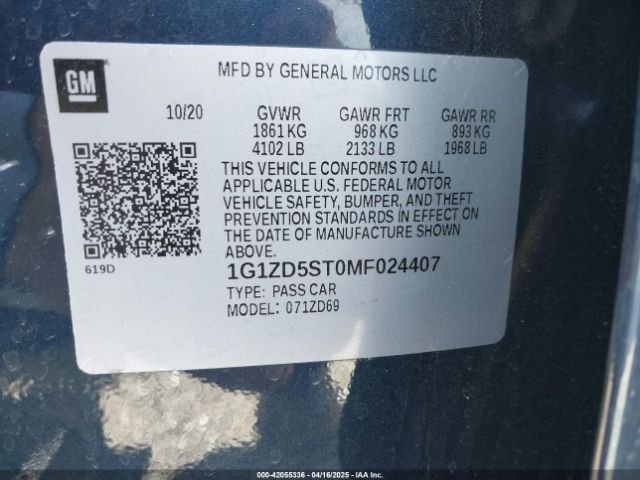 GM
MFD BY GENERAL MOTORS LLC
10/20 GVWR GAWR FRT GAWR RR
1861 KG 968 KG 893 KG
4102 LB 2133 LB 1968 LB
THIS VEHICLE CONFORMS TO ALL
APPLICABLE U.S. FEDERAL MOTOR
VEHICLE SAFETY, BUMPER, AND THEFT
PREVENTION STANDARDS IN EFFECT ON
THE DATE OF MANUFACTURE SHOWN
ABOVE.
619D
1G1ZD5ST0MF024407
TYPE: PASS CAR
MODEL: 071ZD69
000-42055336 - 04/16/2025 - IAA Inc.